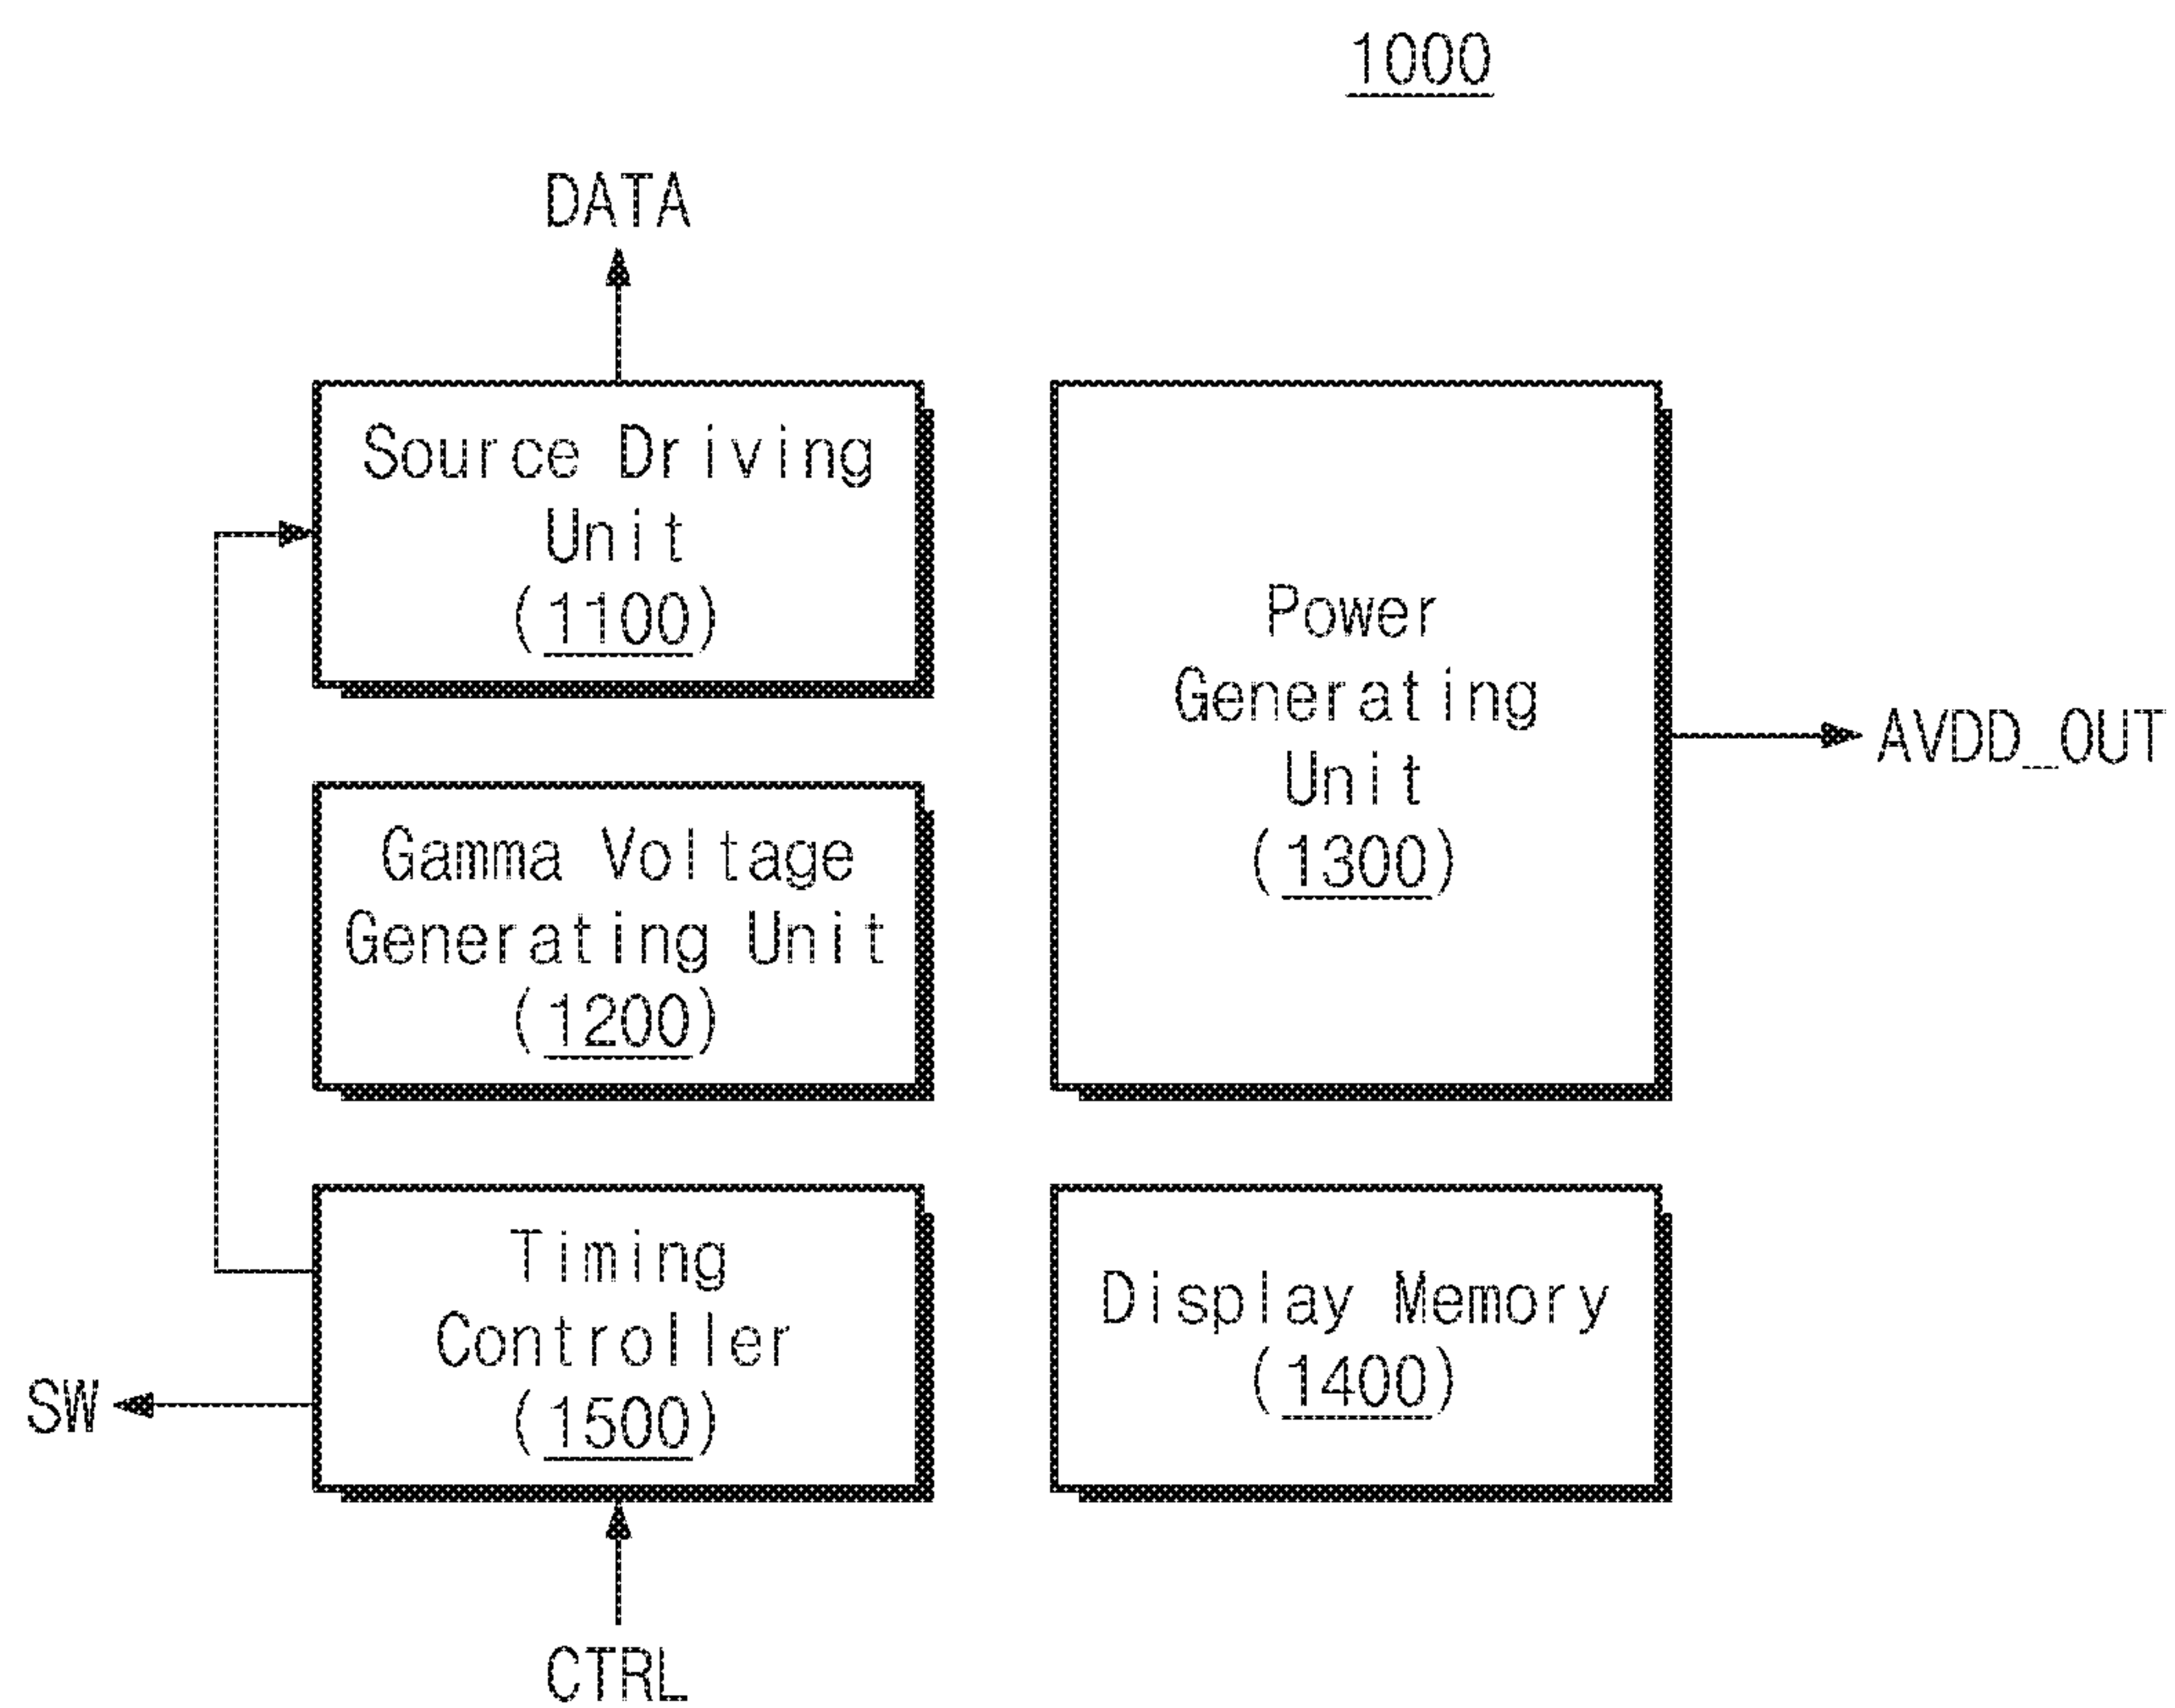 1000
DATA
Source Driving
Unit
(1100)
Power
Generating
Unit
(1300)
AVDD_OUT
Gamma Voltage
Generating Unit
(1200)
Timing
Controller
(1500)
Display Memory
(1400)
SW
CTRL